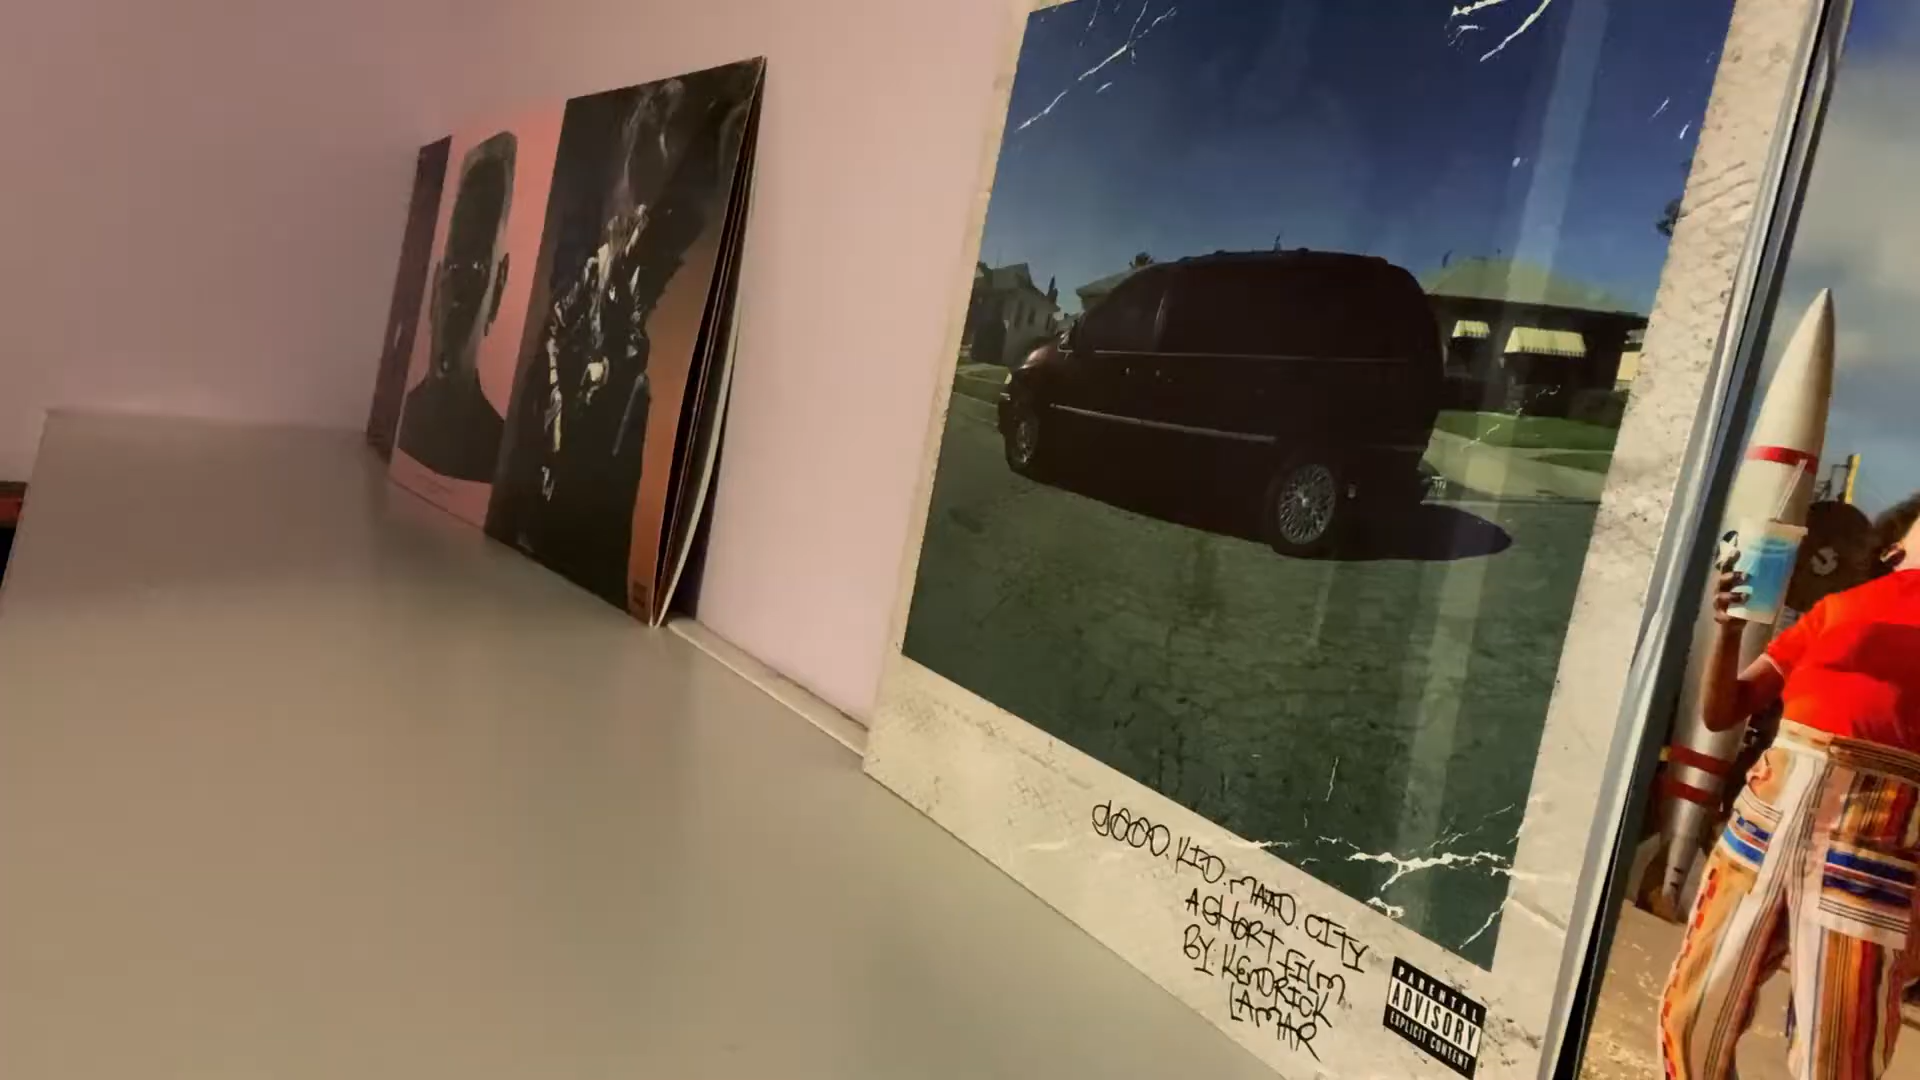 good. kid. mAAd. city
A SHORT FILM
BY. KENDRICK
LAMAR
PARENTAL
ADVISORY
EXPLICIT CONTENT